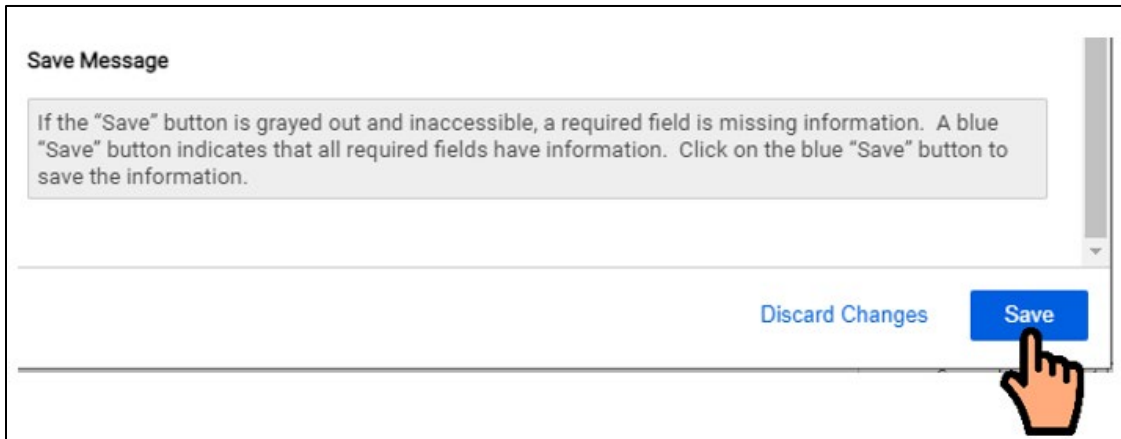 Save Message
If the “Save” button is grayed out and inaccessible, a required field is missing information.  A blue
“Save” button indicates that all required fields have information.  Click on the blue “Save” button to
save the information.
Discard Changes
Save